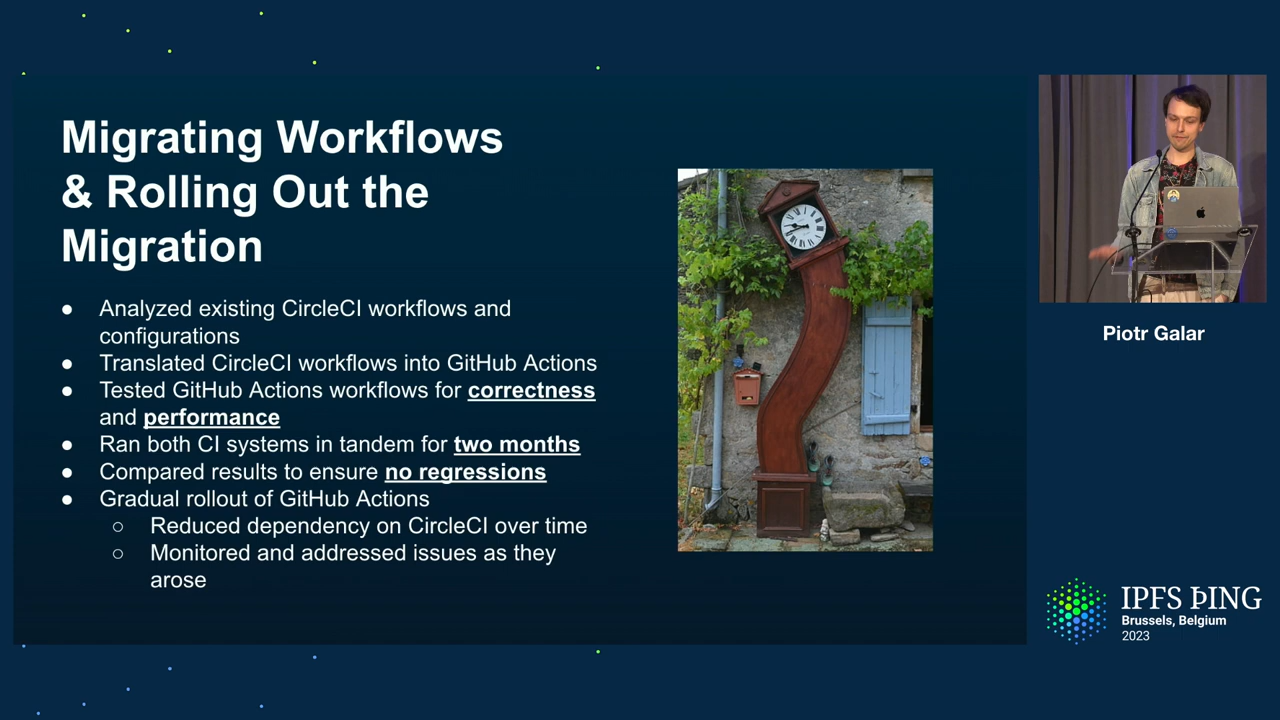 Migrating Workflows
& Rolling Out the
Migration
● Analyzed existing CircleCI workflows and
configurations
● Translated CircleCI workflows into GitHub Actions
● Tested GitHub Actions workflows for correctness
and performance
● Ran both CI systems in tandem for two months
● Compared results to ensure no regressions
● Gradual rollout of GitHub Actions
○ Reduced dependency on CircleCI over time
○ Monitored and addressed issues as they
arose
Piotr Galar
IPFS ÞING
Brussels, Belgium
2023